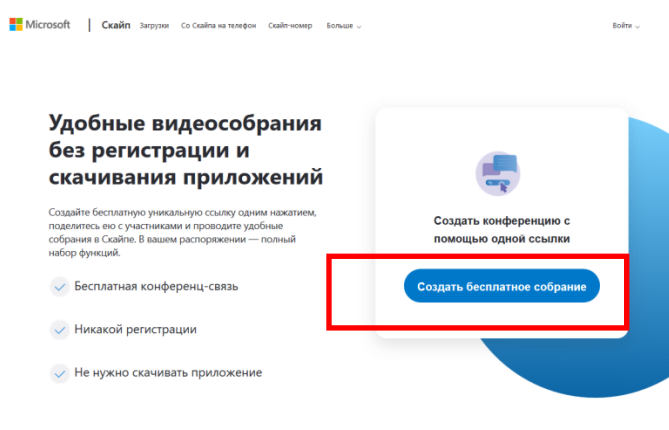 Microsoft | Скайп Загрузки Со Скайпа на телефон Скайп-номер Больше Войти
Удобные видеособрания
без регистрации и
скачивания приложений
Создайте бесплатную уникальную ссылку одним нажатием,
поделитесь ею с участниками и проводите удобные
собрания в Скайпе. В вашем распоряжении — полный
набор функций.
Бесплатная конференц-связь
Никакой регистрации
Не нужно скачивать приложение
Создать конференцию с
помощью одной ссылки
Создать бесплатное собрание